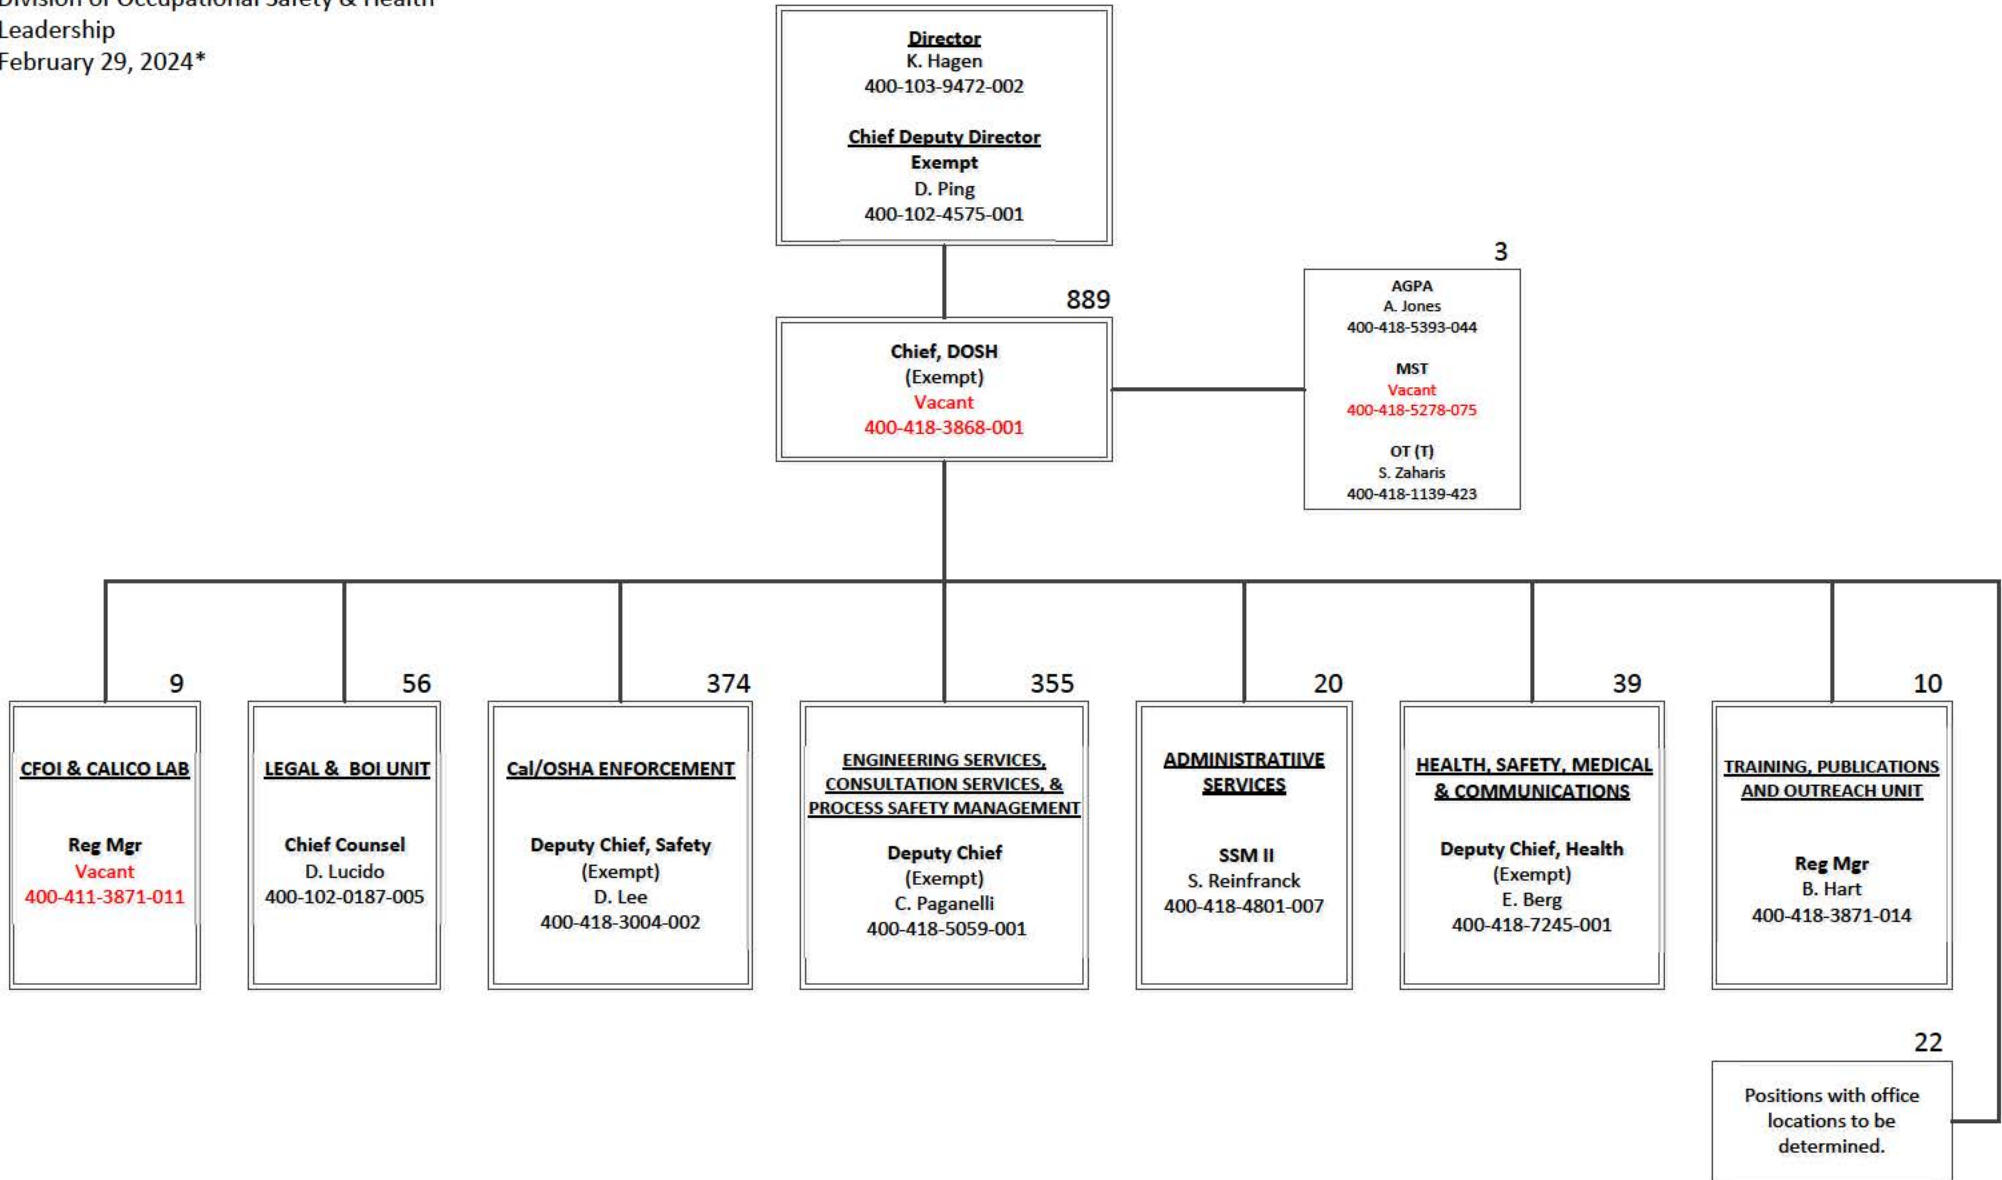 Division of Occupational Safety & Health
Leadership
February 29, 2024*
Director
K. Hagen
400-103-9472-002
Chief Deputy Director
Exempt
D. Ping
400-102-4575-001
3
AGPA
A. Jones
400-418-5393-044
MST
Vacant
400-418-5278-075
OT (T)
S. Zaharis
400-418-1139-423
889
Chief, DOSH
(Exempt)
Vacant
400-418-3868-001
9
CFOI & CALICO LAB
Reg Mgr
Vacant
400-411-3871-011
56
LEGAL & BOI UNIT
Chief Counsel
D. Lucido
400-102-0187-005
374
Cal/OSHA ENFORCEMENT
Deputy Chief, Safety
(Exempt)
D. Lee
400-418-3004-002
355
ENGINEERING SERVICES,
CONSULTATION SERVICES, &
PROCESS SAFETY MANAGEMENT
Deputy Chief
(Exempt)
C. Paganelli
400-418-5059-001
20
ADMINISTRATIIVE
SERVICES
SSM II
S. Reinfranck
400-418-4801-007
39
HEALTH, SAFETY, MEDICAL
& COMMUNICATIONS
Deputy Chief, Health
(Exempt)
E. Berg
400-418-7245-001
10
TRAINING, PUBLICATIONS
AND OUTREACH UNIT
Reg Mgr
B. Hart
400-418-3871-014
22
Positions with office
locations to be
determined.